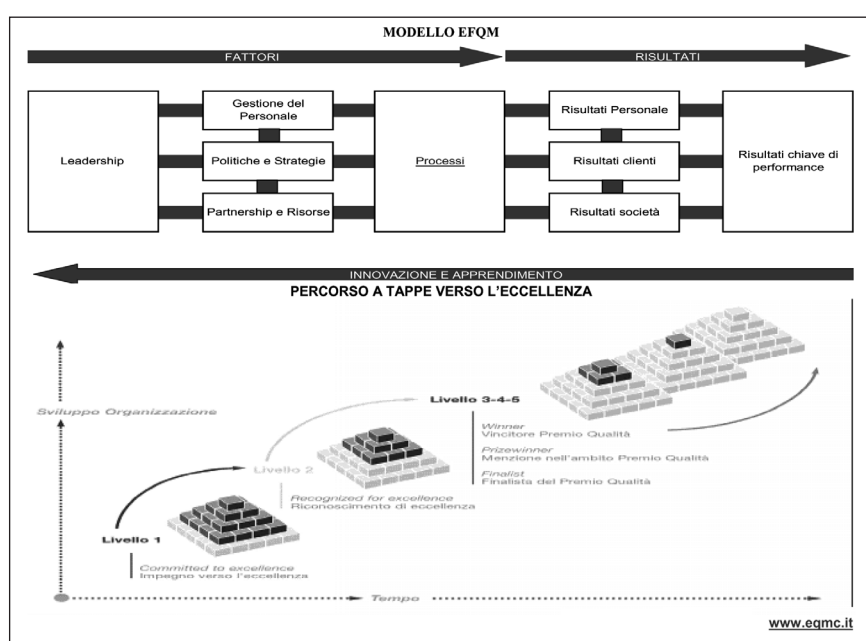 MODELLO EFQM
FATTORI
RISULTATI
Leadership
Gestione del
Personale
Politiche e Strategie
Partnership e Risorse
Processi
Risultati Personale
Risultati clienti
Risultati società
Risultati chiave di
performance
INNOVAZIONE E APPRENDIMENTO
PERCORSO A TAPPE VERSO L'ECCELLENZA
Sviluppo Organizzazione
Livello 1
Committed to excellence
Impegno verso l'eccellenza
Livello 2
Recognized for excellence
Riconoscimento di eccellenza
Livello 3-4-5
Winner
Vincitore Premio Qualità
Prizewinner
Menzione nell'ambito Premio Qualità
Finalist
Finalista del Premio Qualità
Tempo
www.eqmc.it